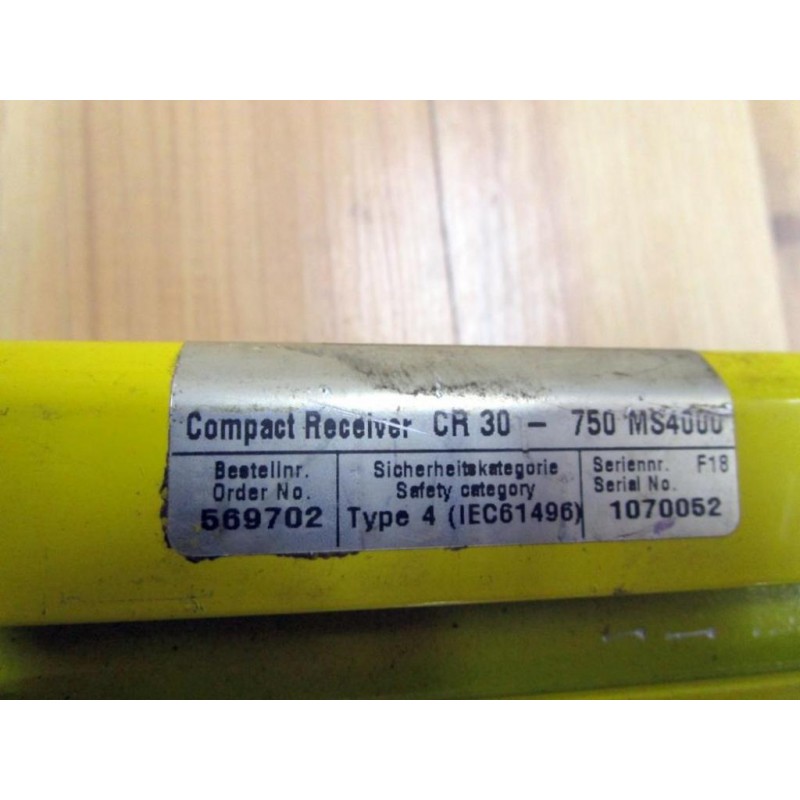 Compact Receiver CR 30 - 750 MS4000
Bestellnr.
Order No.
569702
Sicherheitskategorie
Safety category
Type 4 (IEC61496)
Seriennr. F18
Serial No.
1070052